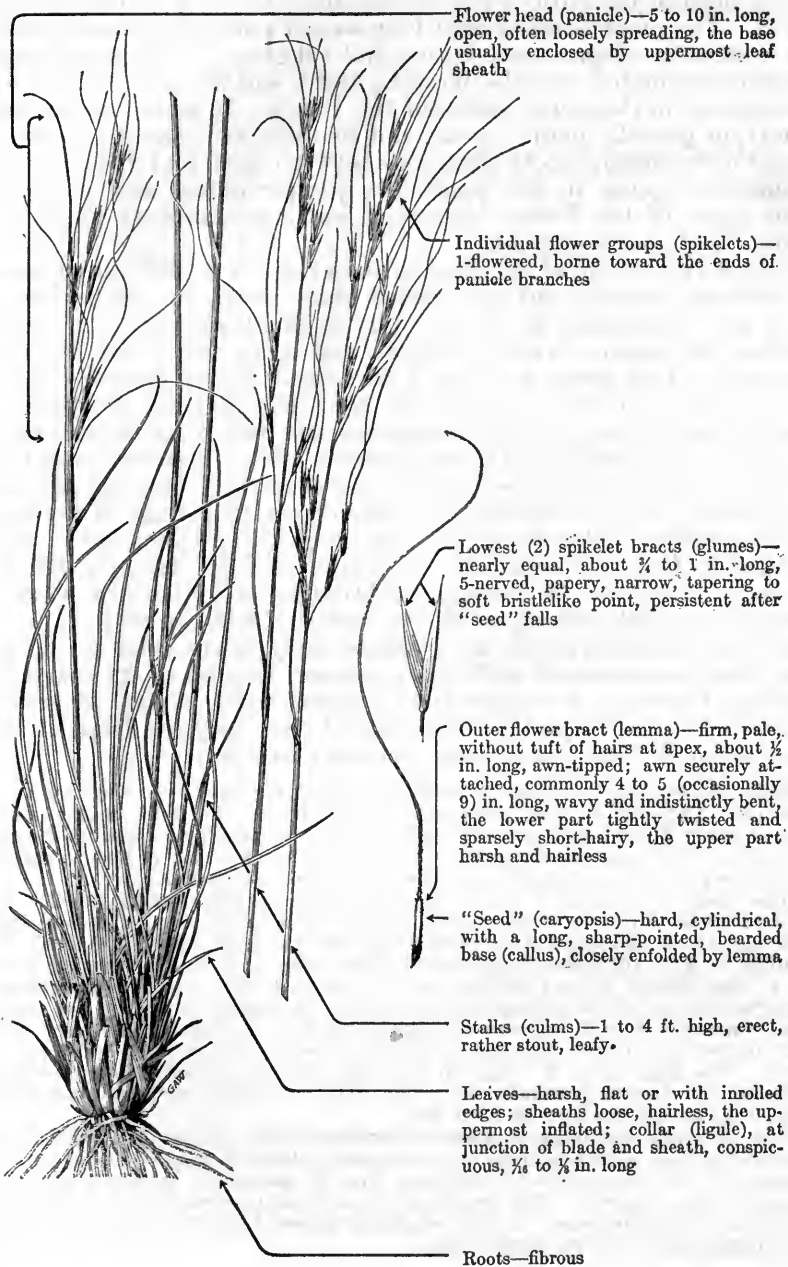 Flower head (panicle)—5 to 10 in. long,
open, often loosely spreading, the base
usually enclosed by uppermost leaf
sheath
Individual flower groups (spikelets)—
1-flowered, borne toward the ends of
panicle branches
Lowest (2) spikelet bracts (glumes)—
nearly equal, about ¾ to 1 in. long,
5-nerved, papery, narrow, tapering to
soft bristlelike point, persistent after
"seed" falls
Outer flower bract (lemma)—firm, pale,
without tuft of hairs at apex, about ½
in. long, awn-tipped; awn securely at-
tached, commonly 4 to 5 (occasionally
9) in. long, wavy and indistinctly bent,
the lower part tightly twisted and
sparsely short-hairy, the upper part
harsh and hairless
"Seed" (caryopsis)—hard, cylindrical,
with a long, sharp-pointed, bearded
base (callus), closely enfolded by lemma
Stalks (culms)—1 to 4 ft. high, erect,
rather stout, leafy.
Leaves—harsh, flat or with inrolled
edges; sheaths loose, hairless, the up-
permost inflated; collar (ligule), at
junction of blade and sheath, conspic-
uous, 1/16 to ⅛ in. long
GAW
Roots—fibrous